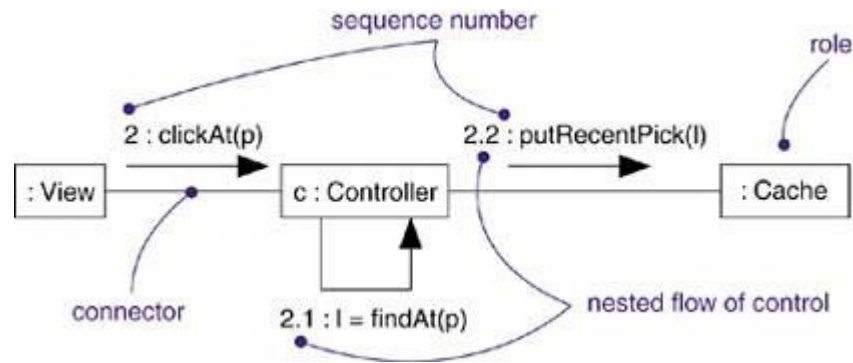 sequence number
role
2 : clickAt(p)
2.2 : putRecentPick(l)
: View
c : Controller
: Cache
connector
2.1 : l = findAt(p)
nested flow of control